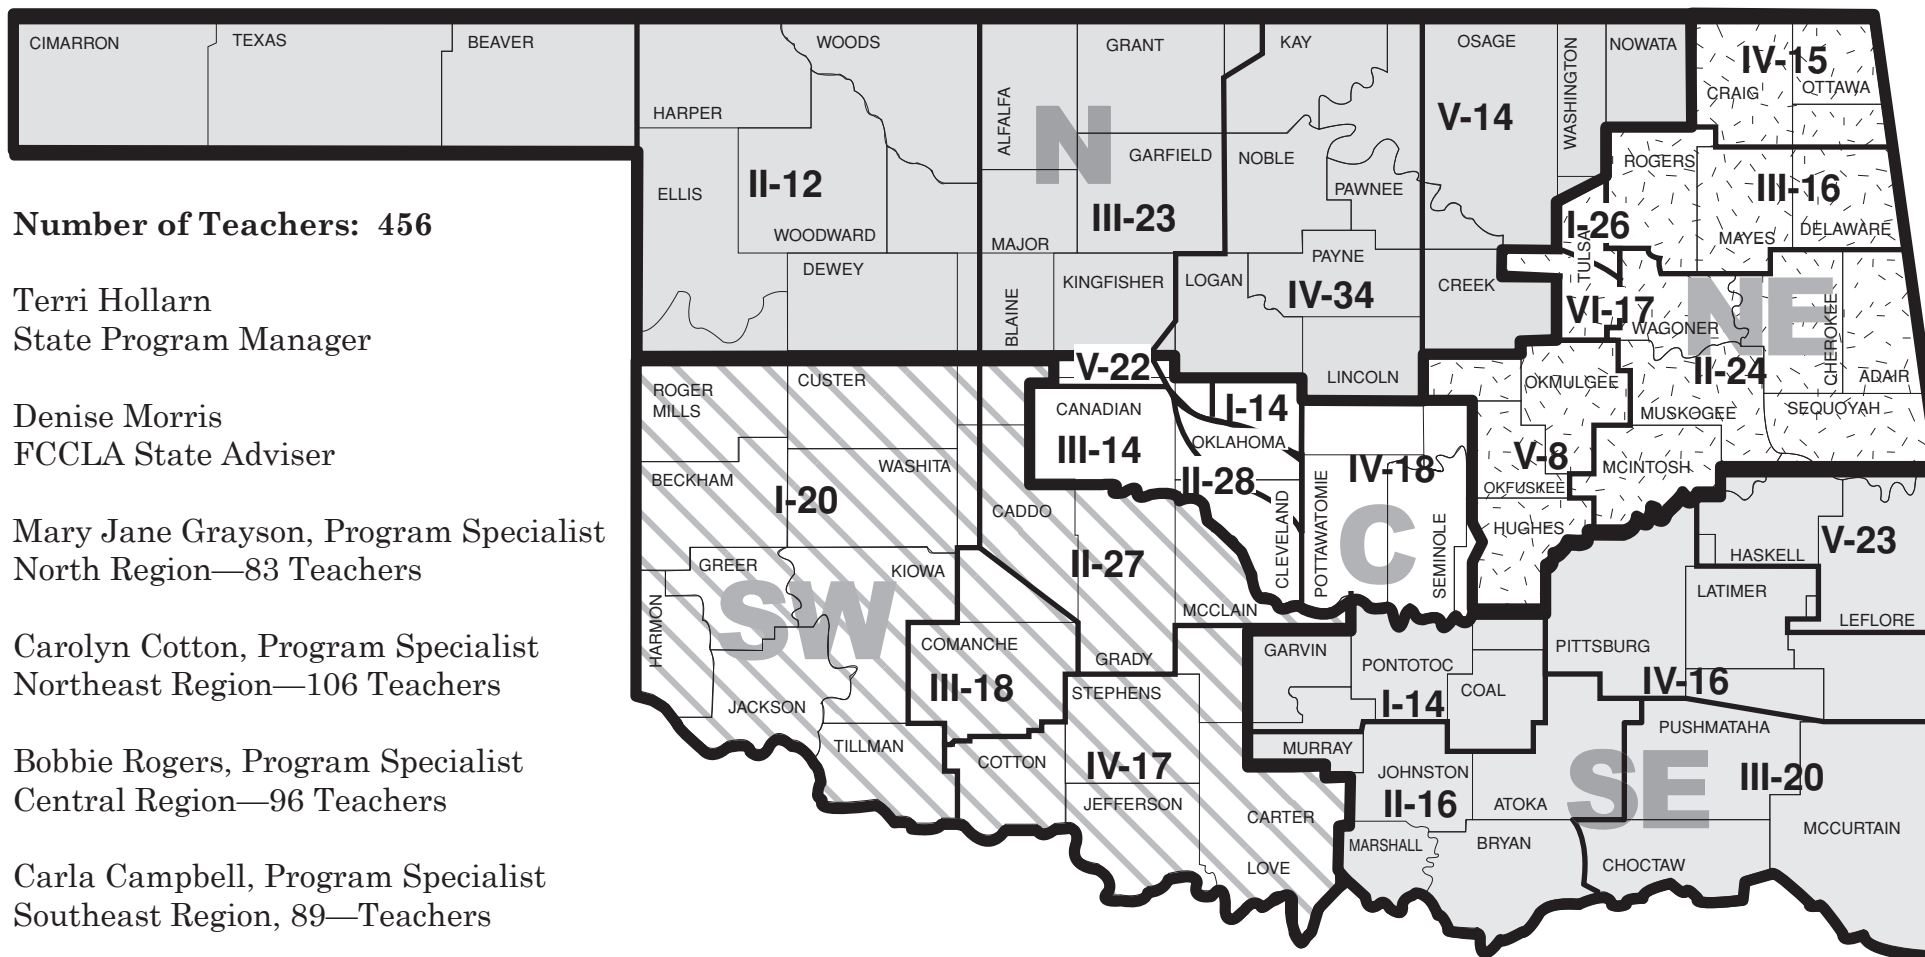 CIMARRON
TEXAS
BEAVER
HARPER
WOODS
ELLIS
II-12
WOODWARD
DEWEY
ALFALFA
GRANT
N
GARFIELD
III-23
MAJOR
BLAINE
KINGFISHER
KAY
NOBLE
PAWNEE
PAYNE
LOGAN
IV-34
LINCOLN
OSAGE
V-14
WASHINGTON
NOWATA
CREEK
IV-15
CRAIG
OTTAWA
ROGERS
III-16
I-26
TULSA
MAYES
DELAWARE
VI-17
WAGONER
NE
CHEROKEE
II-24
ADAIR
OKMULGEE
MUSKOGEE
SEQUOYAH
V-8
MCINTOSH
OKFUSKEE
HUGHES
Number of Teachers: 456
Terri Hollarn
State Program Manager
Denise Morris
FCCLA State Adviser
Mary Jane Grayson, Program Specialist
North Region—83 Teachers
Carolyn Cotton, Program Specialist
Northeast Region—106 Teachers
Bobbie Rogers, Program Specialist
Central Region—96 Teachers
Carla Campbell, Program Specialist
Southeast Region, 89—Teachers
ROGER
MILLS
CUSTER
BECKHAM
WASHITA
I-20
CADDO
GREER
KIOWA
II-27
SW
HARMON
COMANCHE
III-18
MCCLAIN
GRADY
STEPHENS
JACKSON
TILLMAN
COTTON
IV-17
JEFFERSON
CARTER
LOVE
V-22
CANADIAN
III-14
I-14
OKLAHOMA
II-28
CLEVELAND
POTTAWATOMIE
IV-18
C
SEMINOLE
V-23
HASKELL
LATIMER
LEFLORE
GARVIN
PONTOTOC
I-14
COAL
PITTSBURG
IV-16
MURRAY
JOHNSTON
II-16
ATOKA
PUSHMATAHA
SE
III-20
MARSHALL
BRYAN
CHOCTAW
MCCURTAIN